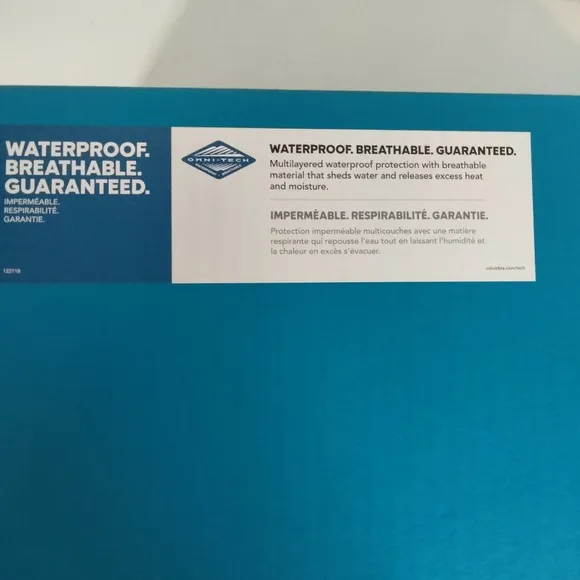 WATERPROOF.
BREATHABLE.
GUARANTEED.
IMPERMÉABLE.
RESPIRABILITÉ.
GARANTIE.
122119
OMNI-TECH
WATERPROOF. BREATHABLE. GUARANTEED.
Multilayered waterproof protection with breathable
material that sheds water and releases excess heat
and moisture.
IMPERMÉABLE. RESPIRABILITÉ. GARANTIE.
Protection imperméable multicouches avec une matière
respirante qui repousse l'eau tout en laissant l'humidité et
la chaleur en excès s'évacuer.
columbia.com/tech